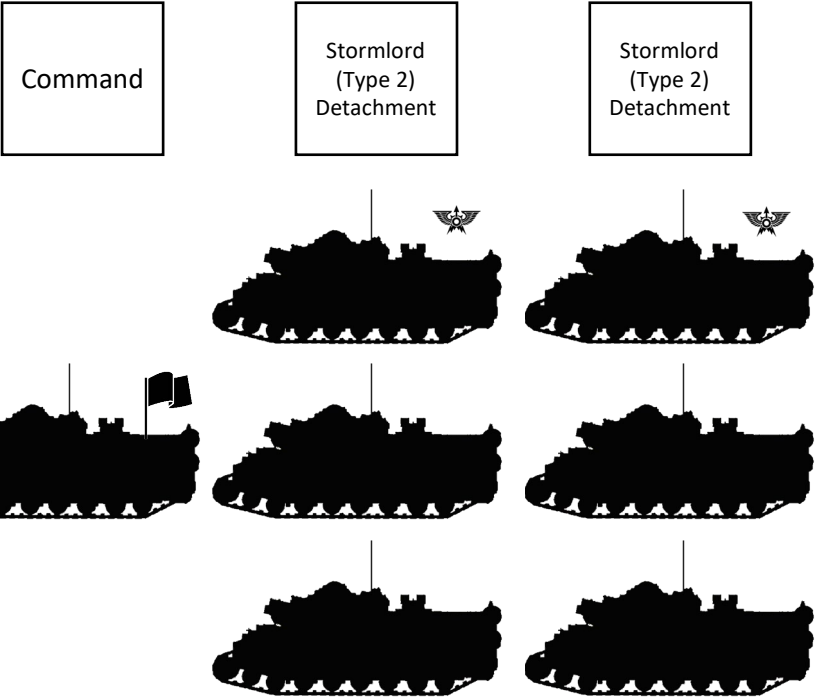 Command
Stormlord
(Type 2)
Detachment
Stormlord
(Type 2)
Detachment